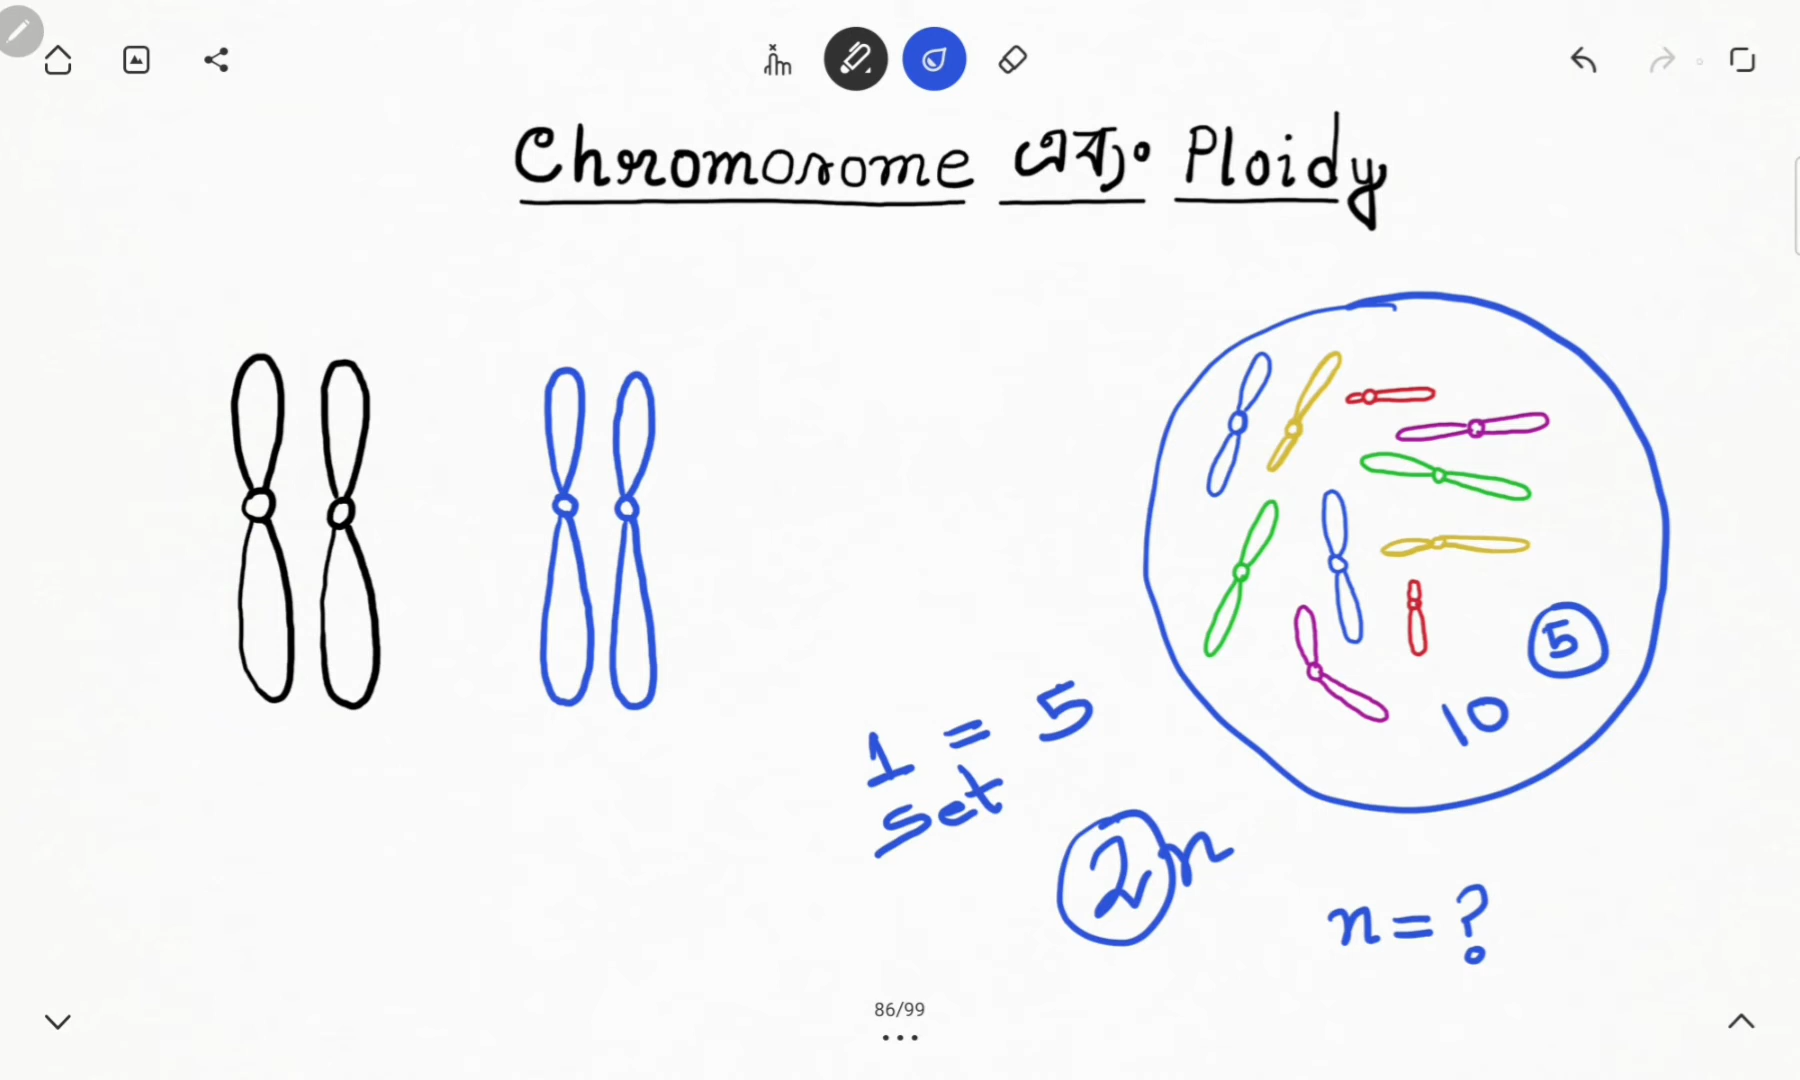 Chromosome এবং Ploidy
5
10
1 = 5
set
2n
n = ?
86/99